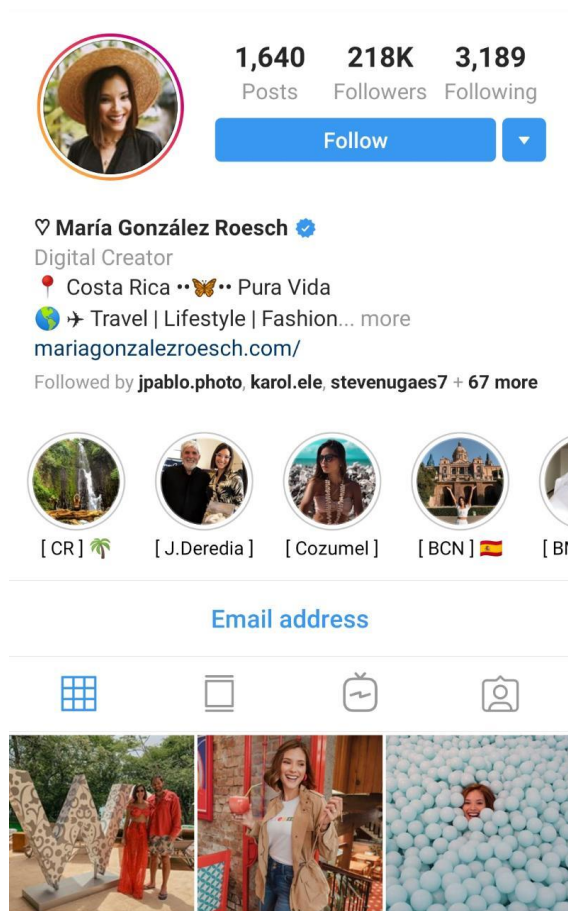 1,640 218K 3,189
Posts Followers Following
Follow
♡ María González Roesch
Digital Creator
📍 Costa Rica ••🦋•• Pura Vida
🌎 ✈ Travel | Lifestyle | Fashion... more
mariagonzalezroesch.com/
Followed by jpablo.photo, karol.ele, stevenugaes7 + 67 more
[ CR ] 🌴 [ J.Deredia ] [ Cozumel ] [ BCN ] 🇪🇸
Email address
W